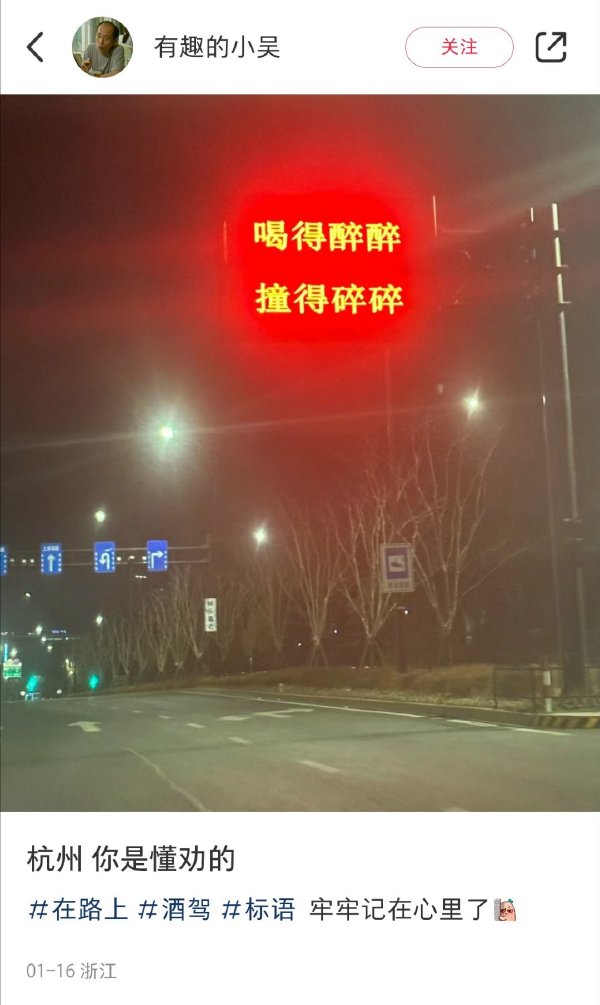 有趣的小吴
关注
喝得醉醉
撞得碎碎
杭州 你是懂劝的
#在路上 #酒驾 #标语 牢牢记在心里了
01-16 浙江